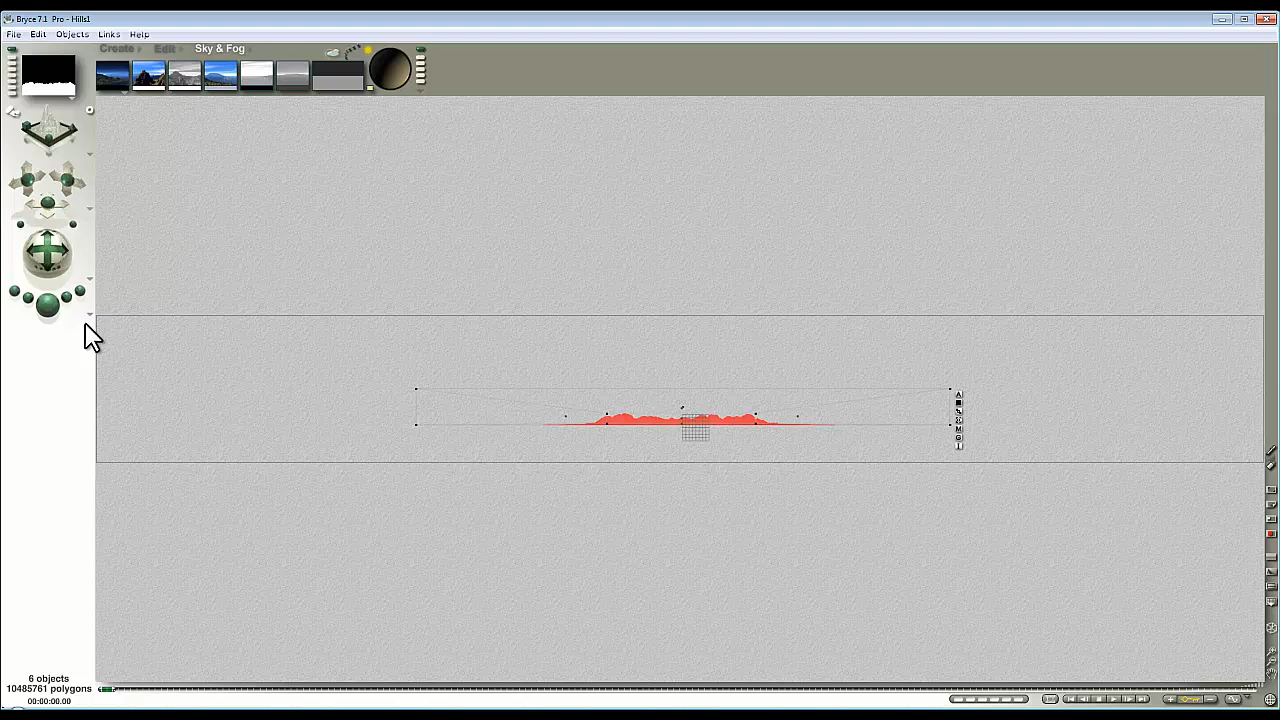 Bryce 7.1 Pro - Hills1
File Edit Objects Links Help
Create Edit Sky & Fog
A
M
6 objects
10485761 polygons
00:00:00.00